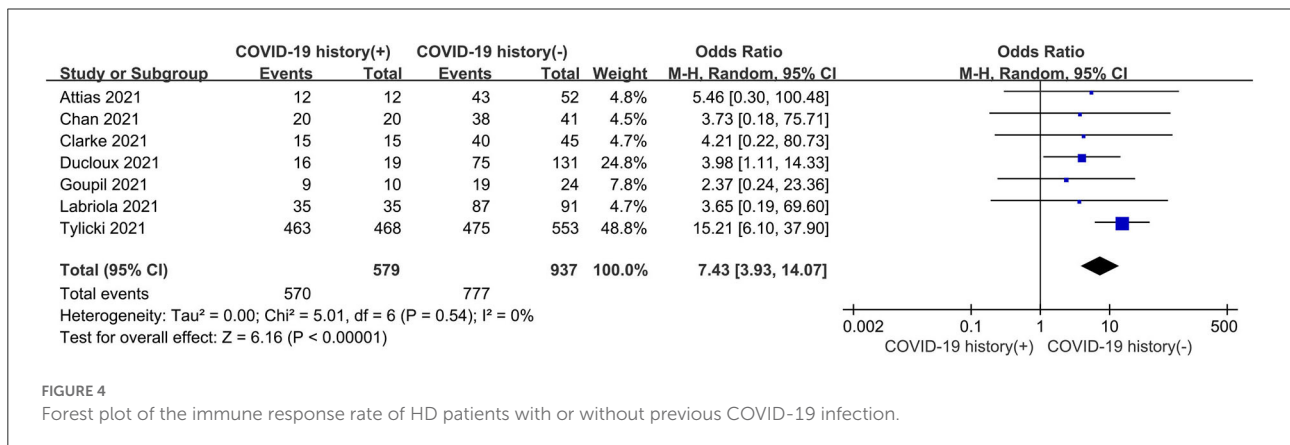 COVID-19 history(+) COVID-19 history(-) Odds Ratio Odds Ratio
Study or Subgroup Events Total Events Total Weight M-H, Random, 95% CI M-H, Random, 95% CI
Attias 2021 12 12 43 52 4.8% 5.46 [0.30, 100.48]
Chan 2021 20 20 38 41 4.5% 3.73 [0.18, 75.71]
Clarke 2021 15 15 40 45 4.9% 4.21 [0.22, 80.73]
Ducloux 2021 16 19 75 131 24.8% 3.98 [1.11, 14.33]
Goupil 2021 9 10 19 24 7.8% 2.37 [0.24, 23.36]
Labriola 2021 35 35 87 91 4.7% 3.65 [0.19, 69.60]
Tylicki 2021 463 468 475 553 48.8% 15.21 [6.10, 37.90]
Total (95% CI) 579 937 100.0% 7.43 [3.93, 14.07]
Total events 570 777
Heterogeneity: Tau² = 0.00; Chi² = 5.01, df = 6 (P = 0.54); I² = 0%
Test for overall effect: Z = 6.16 (P < 0.00001)
0.002 0.1 1 10 500
COVID-19 history(+) COVID-19 history(-)
FIGURE 4
Forest plot of the immune response rate of HD patients with or without previous COVID-19 infection.